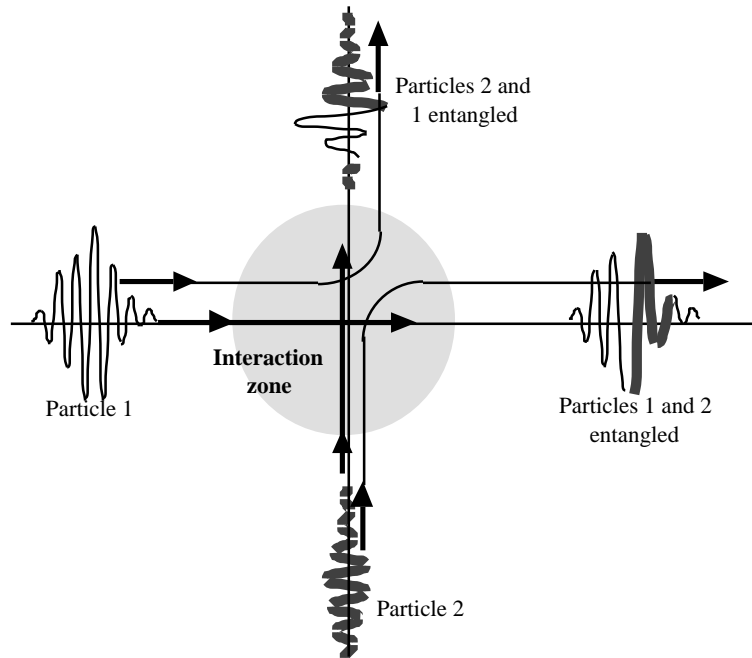 Particles 2 and
1 entangled
Interaction
zone
Particle 1
Particles 1 and 2
entangled
Particle 2